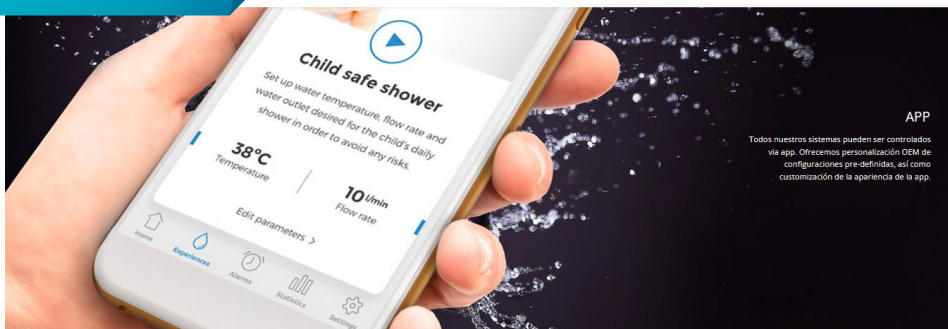 Child safe shower
Set up water temperature, flow rate and
water outlet desired for the child's daily
shower in order to avoid any risks.
38°C
Temperature
10 l/min
Flow rate
Edit parameters >
Home
Experiences
Alarms
Statistics
Settings
APP
Todos nuestros sistemas pueden ser controlados
via app. Ofrecemos personalización OEM de
configuraciones pre-definidas, así como
customización de la apariencia de la app.